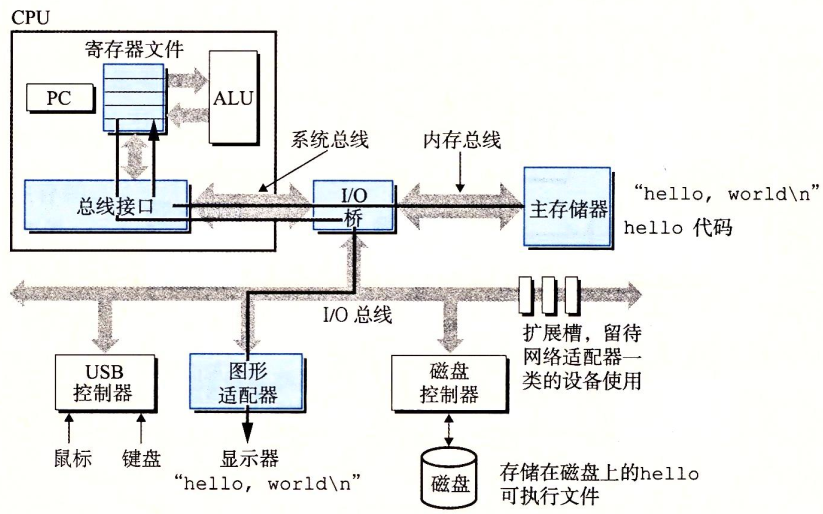 CPU
寄存器文件
PC
ALU
系统总线
内存总线
总线接口
I/O
桥
主存储器
“hello, world\n”
hello 代码
I/O 总线
扩展槽，留待
网络适配器一
类的设备使用
USB
控制器
图形
适配器
磁盘
控制器
鼠标
键盘
显示器
“hello, world\n”
磁盘
存储在磁盘上的hello
可执行文件